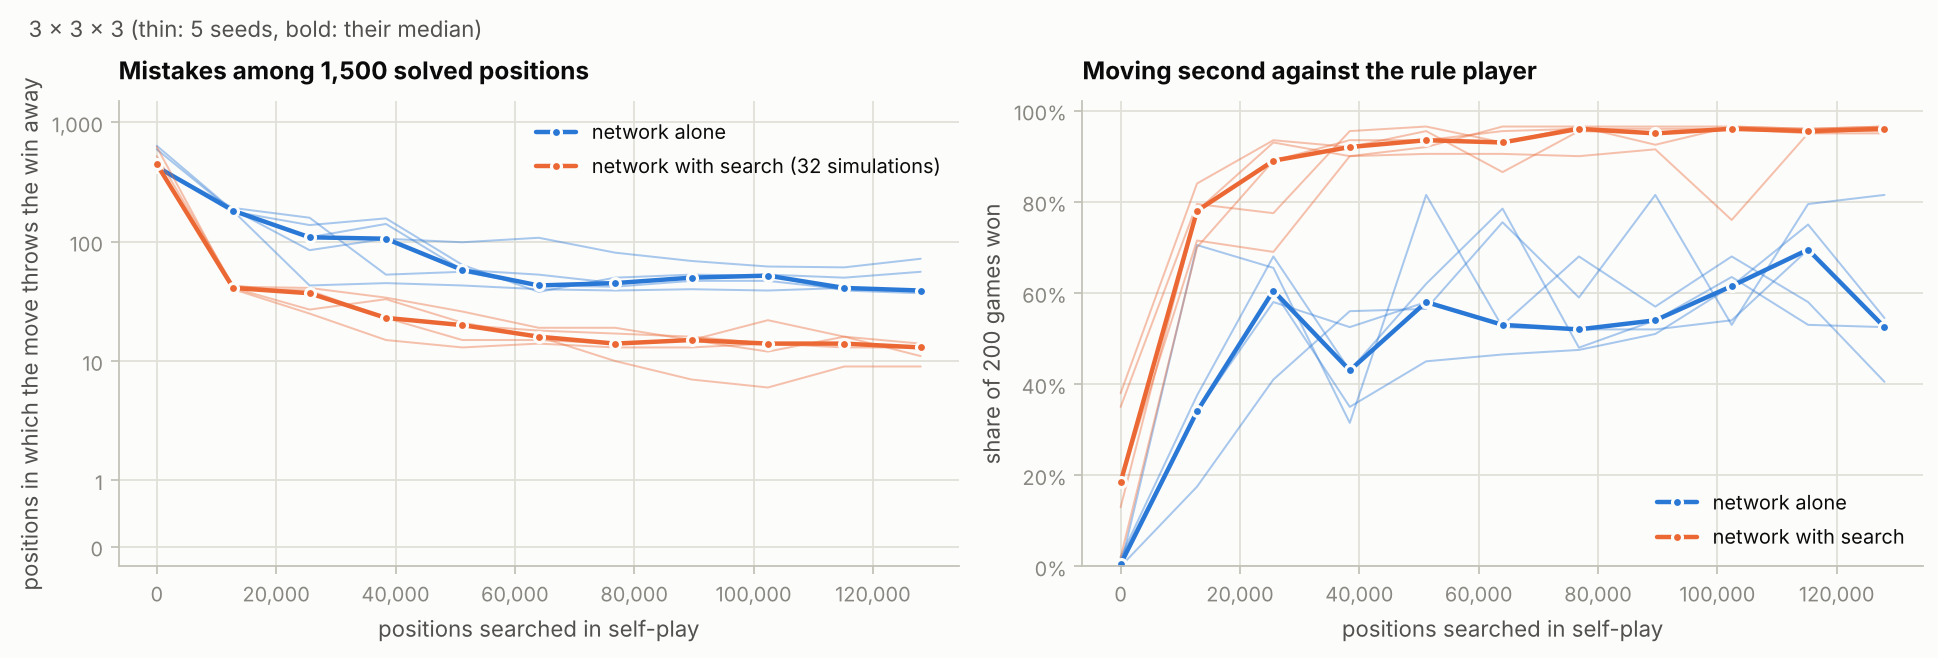 3 × 3 × 3 (thin: 5 seeds, bold: their median)
Mistakes among 1,500 solved positions
positions in which the move throws the win away
1,000
100
10
1
0
network alone
network with search (32 simulations)
0
20,000
40,000
60,000
80,000
100,000
120,000
positions searched in self-play
Moving second against the rule player
share of 200 games won
100%
80%
60%
40%
20%
0%
network alone
network with search
0
20,000
40,000
60,000
80,000
100,000
120,000
positions searched in self-play